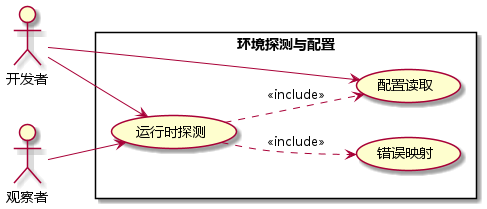 环境探测与配置
开发者
配置读取
«include»
运行时探测
«include»
错误映射
观察者